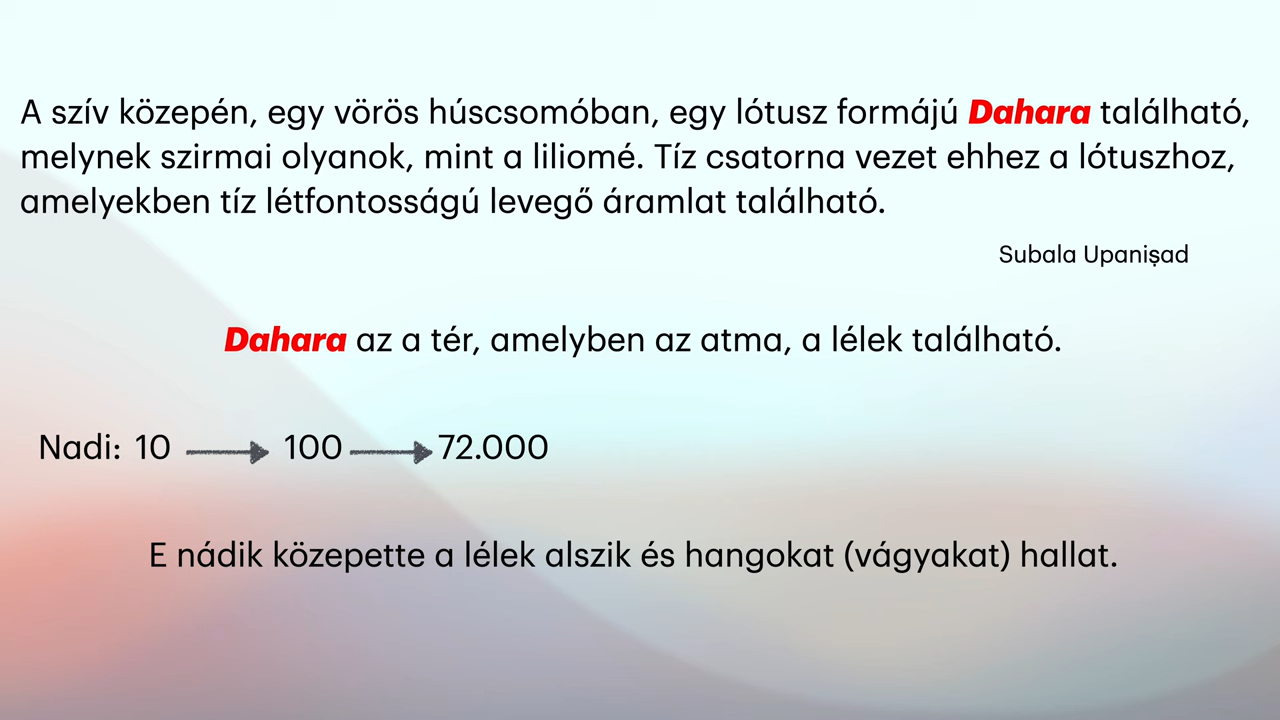 A szív közepén, egy vörös húscsomóban, egy lótusz formájú Dahara található,
melynek szirmai olyanok, mint a liliomé. Tíz csatorna vezet ehhez a lótuszhoz,
amelyekben tíz létfontosságú levegő áramlat található.
Subala Upaniṣad
Dahara az a tér, amelyben az atma, a lélek található.
Nadi: 10 → 100 → 72.000
E nádik közepette a lélek alszik és hangokat (vágyakat) hallat.